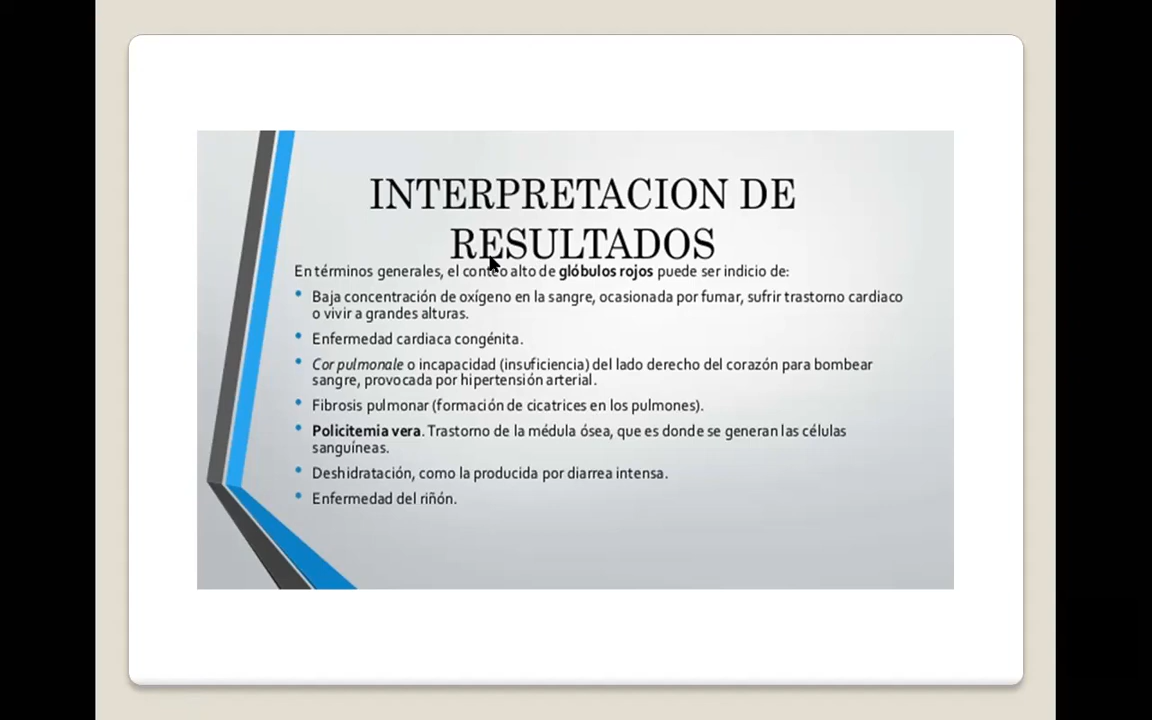 INTERPRETACION DE
RESULTADOS
En términos generales, el conteo alto de glóbulos rojos puede ser indicio de:
• Baja concentración de oxígeno en la sangre, ocasionada por fumar, sufrir trastorno cardiaco
o vivir a grandes alturas.
• Enfermedad cardiaca congénita.
• Cor pulmonale o incapacidad (insuficiencia) del lado derecho del corazón para bombear
sangre, provocada por hipertensión arterial.
• Fibrosis pulmonar (formación de cicatrices en los pulmones).
• Policitemia vera. Trastorno de la médula ósea, que es donde se generan las células
sanguíneas.
• Deshidratación, como la producida por diarrea intensa.
• Enfermedad del riñón.